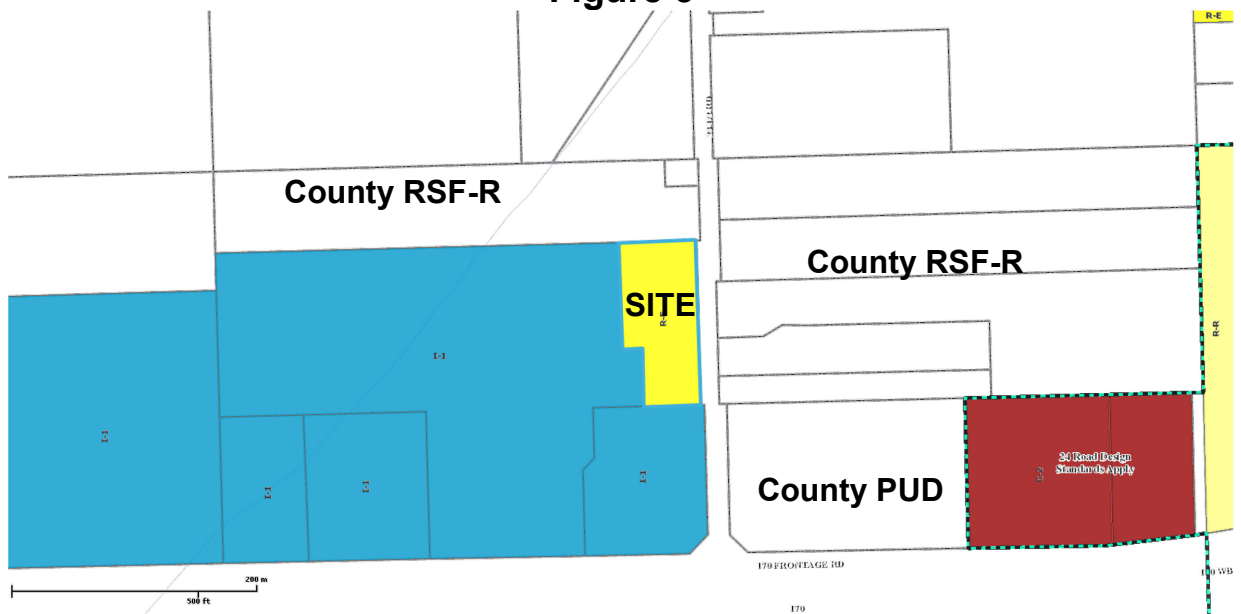 R-E
County RSF-R
County RSF-R
SITE
R-E
R-R
I-1
I-1
24 Road Design
Standards Apply
I-1
I-1
I-1
County PUD
I70 FRONTAGE RD
200 m
500 ft
I70